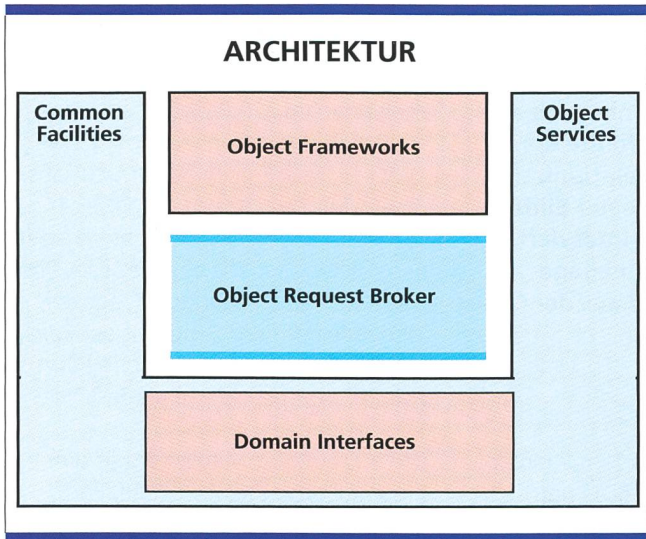 ARCHITEKTUR
Common
Facilities
Object Frameworks
Object
Services
Object Request Broker
Domain Interfaces